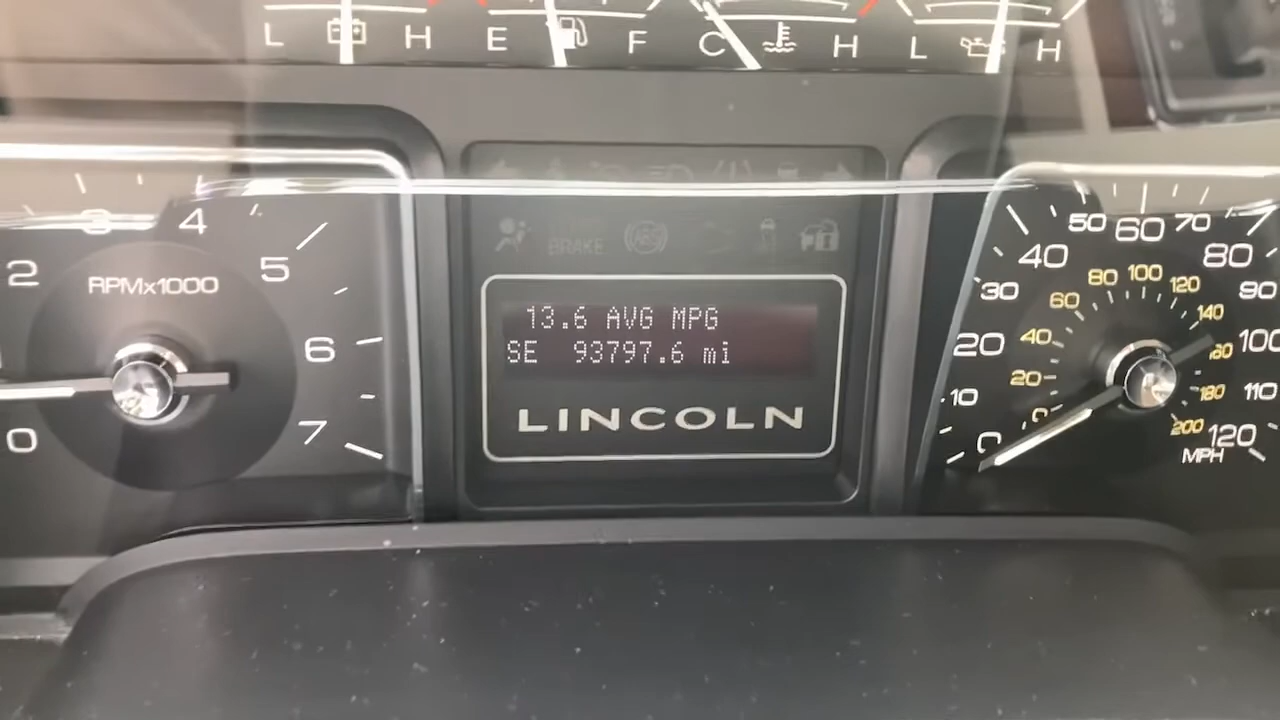 L H E F C H L H
3 4
2 5
RPMx1000
6
7
0
BRAKE
13.6 AVG MPG
SE 93797.6 mi
LINCOLN
0 10 20 30 40 50 60 70 80 90 100 110 120
MPH
20 40 60 80 100 120 140 160 180 200